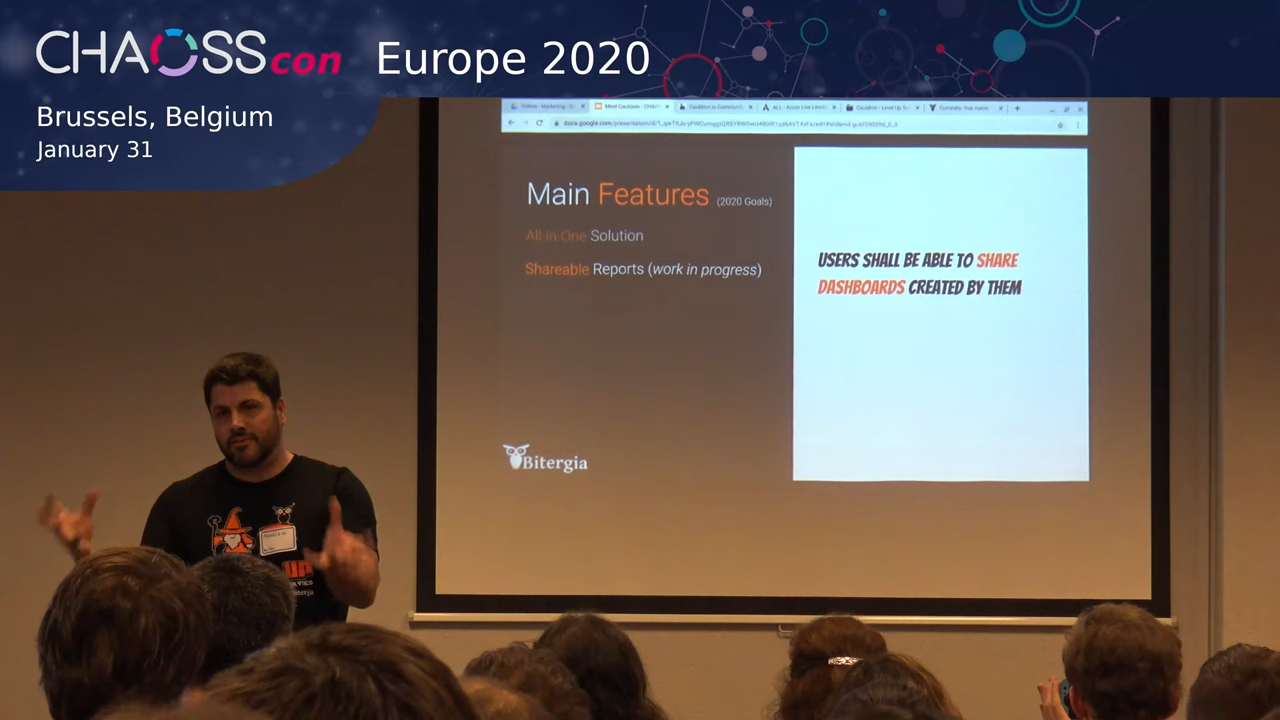 CHAOSScon Europe 2020
Brussels, Belgium
January 31
Main Features (2020 Goals)
All-in-One Solution
Shareable Reports (work in progress)
USERS SHALL BE ABLE TO SHARE
DASHBOARDS CREATED BY THEM
Bitergia
UP